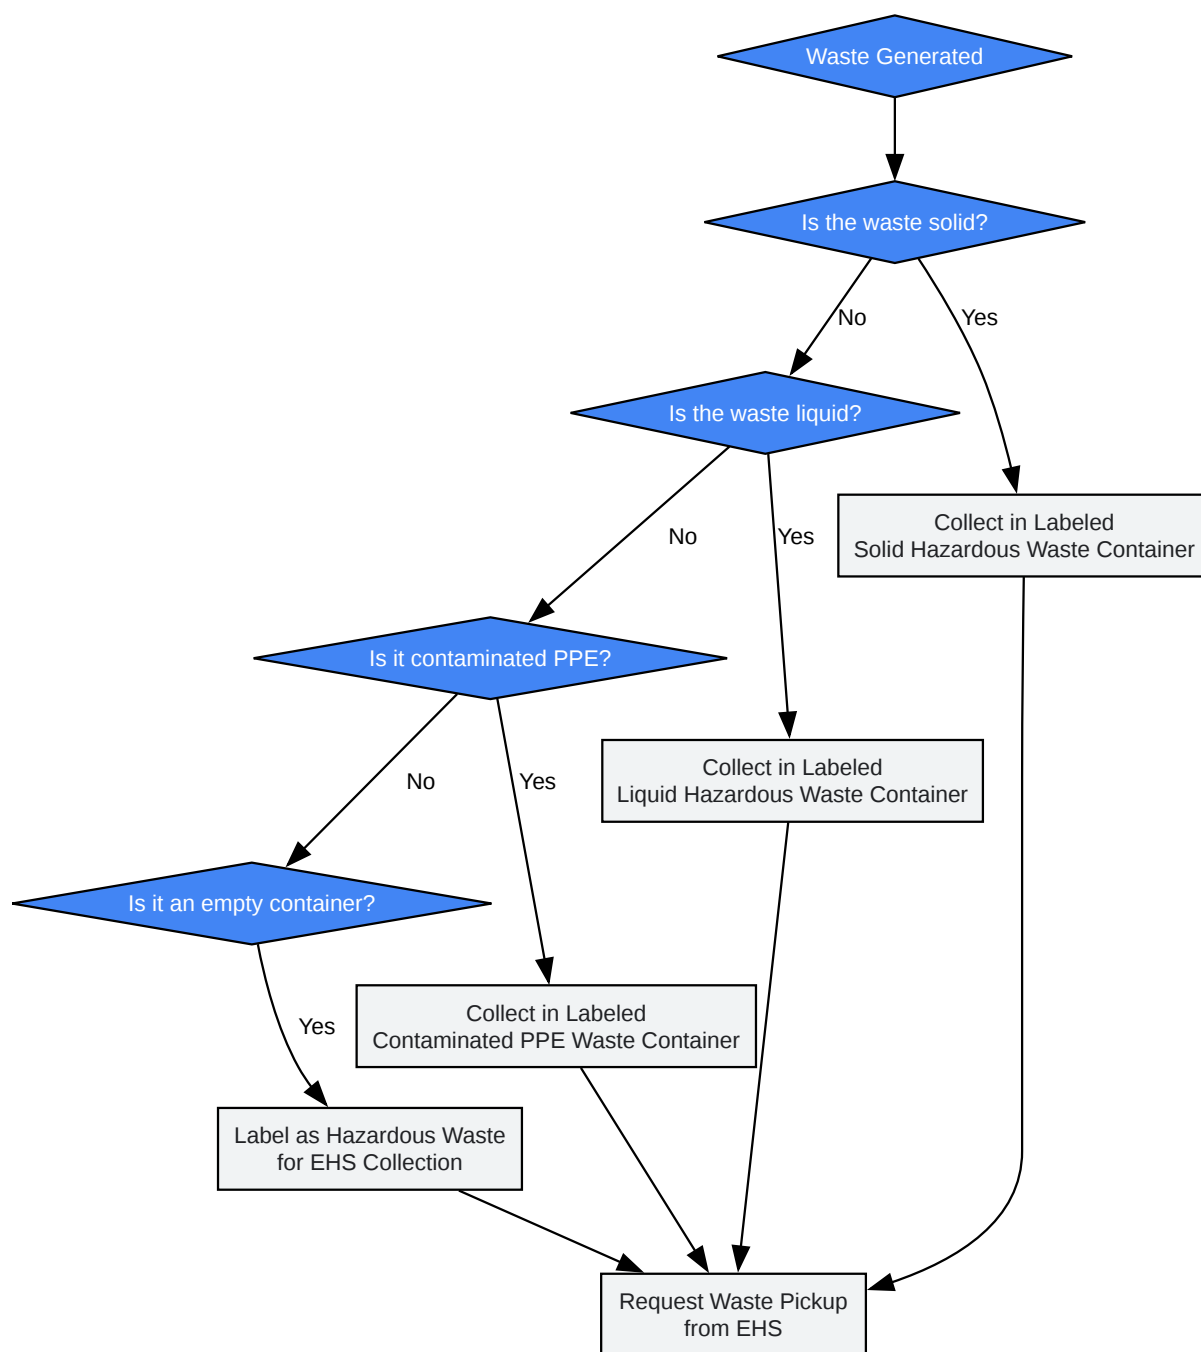 Waste Generated
Is the waste solid?
No
Yes
Is the waste liquid?
Collect in Labeled
Solid Hazardous Waste Container
No
Yes
Is it contaminated PPE?
Collect in Labeled
Liquid Hazardous Waste Container
No
Yes
Is it an empty container?
Collect in Labeled
Contaminated PPE Waste Container
Yes
Label as Hazardous Waste
for EHS Collection
Request Waste Pickup
from EHS